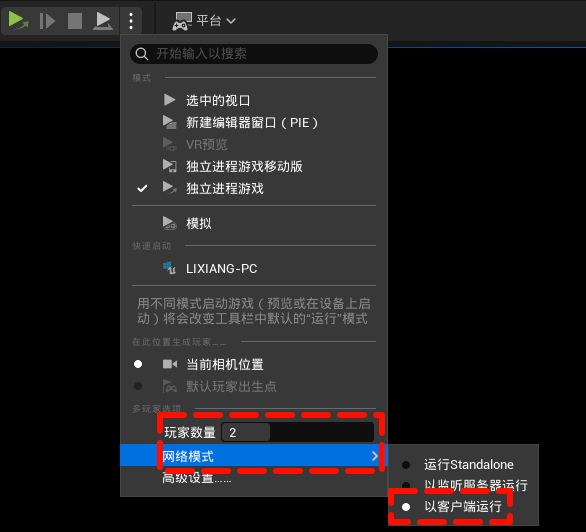 平台
开始输入以搜索
模式
选中的视口
新建编辑器窗口（PIE）
VR预览
独立进程游戏移动版
独立进程游戏
模拟
快速启动
LIXIANG-PC
用不同模式启动游戏（预览或在设备上启
动）将会改变工具栏中默认的“运行”模式
在此位置生成玩家......
当前相机位置
默认玩家出生点
多玩家选项
玩家数量 2
网络模式
高级设置......
运行Standalone
以监听服务器运行
以客户端运行